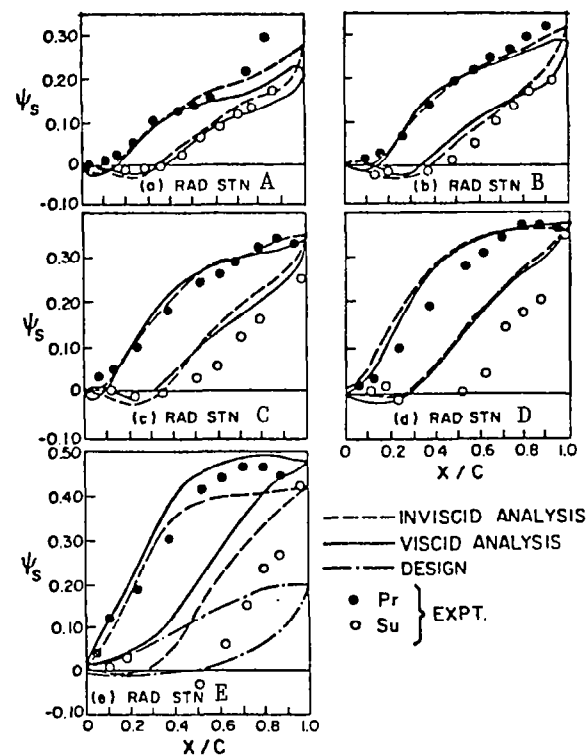 0.30
ψs 0.20
0.10
0
-0.10
(a) RAD STN A
(b) RAD STN B
0.30
ψs 0.20
0.10
0
-0.10
(c) RAD STN C
(d) RAD STN D
0 0.2 0.4 0.6 0.8 1.0
X/C
0.50
0.40
0.30
ψs
0.20
0.10
0
-0.10
(e) RAD STN E
0 0.2 0.4 0.6 0.8 1.0
X/C
INVISCID ANALYSIS
VISCID ANALYSIS
DESIGN
Pr
Su
EXPT.